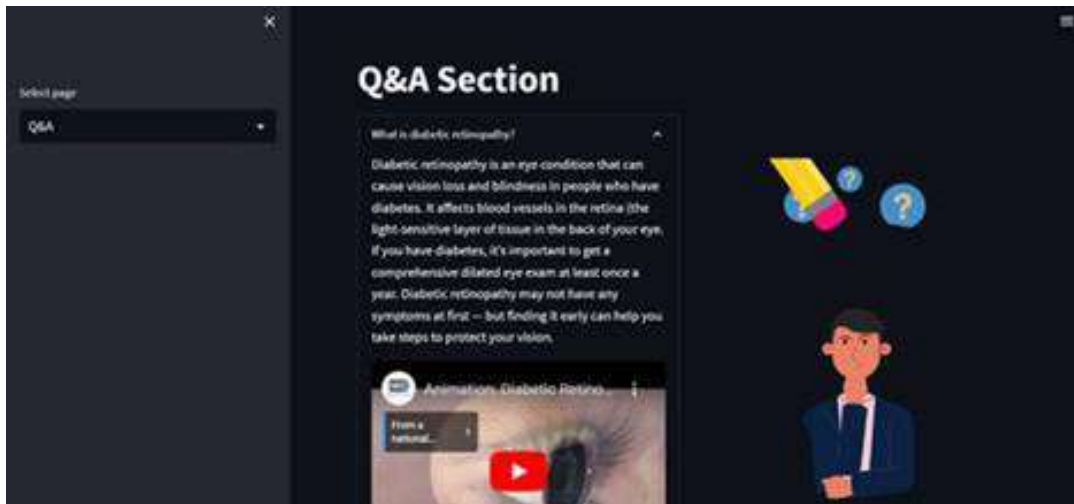 Select page
Q&A
Q&A Section
What is diabetic retinopathy?
Diabetic retinopathy is an eye condition that can
cause vision loss and blindness in people who have
diabetes. It affects blood vessels in the retina (the
light-sensitive layer of tissue in the back of your eye.
If you have diabetes, it's important to get a
comprehensive dilated eye exam at least once a
year. Diabetic retinopathy may not have any
symptoms at first — but finding it early can help you
take steps to protect your vision.
Animation: Diabetic Retino...
From a
national...
?
?
?